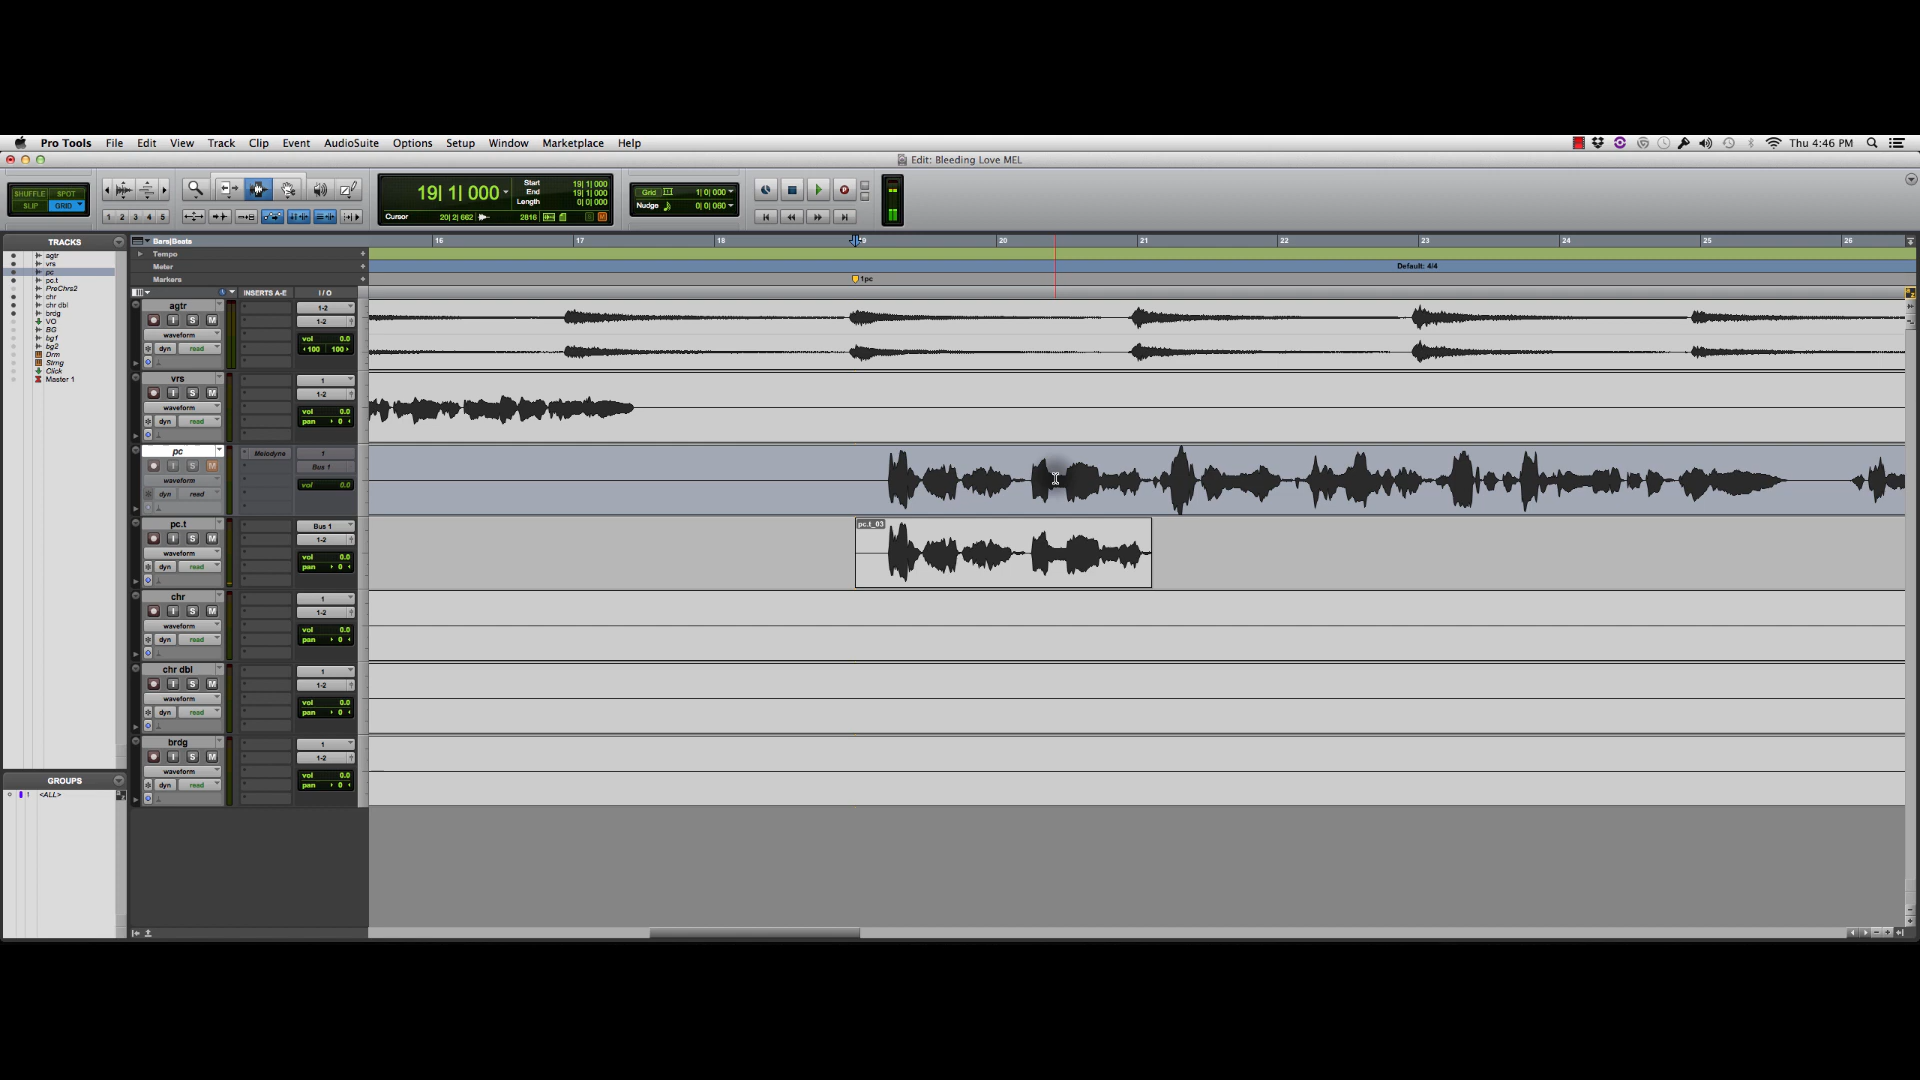 Pro Tools File Edit View Track Clip Event AudioSuite Options Setup Window Marketplace Help Thu 4:46 PM
Edit: Bleeding Love MEL
SHUFFLE SPOT
SLIP GRID
1 2 3 4 5
19| 1| 000
Start 19| 1| 000
End 19| 1| 000
Length 0| 0| 000
Cursor 20| 2| 662 2816
Grid 1| 0| 000
Nudge 0| 0| 060
TRACKS
agtr
vrs
pc
pc.t
PreChrs2
chr
chr dbl
brdg
VO
BG
bg1
bg2
Drm
Strng
Click
Master 1
GROUPS
1 <ALL>
Bars|Beats 16 17 18 19 20 21 22 23 24 25 26
Tempo
Meter Default: 4/4
Markers 1pc
INSERTS A-E I / O
agtr 1-2
I S M 1-2
waveform vol 0.0
dyn read 100 100
vrs 1
I S M 1-2
waveform vol 0.0
dyn read pan 0
pc Melodyne 1
I S M Bus 1
waveform vol 0.0
dyn read
pc.t Bus 1 pc.t_03
I S M 1-2
waveform vol 0.0
dyn read pan 0
chr 1
I S M 1-2
waveform vol 0.0
dyn read pan 0
chr dbl 1
I S M 1-2
waveform vol 0.0
dyn read pan 0
brdg 1
I S M 1-2
waveform vol 0.0
dyn read pan 0